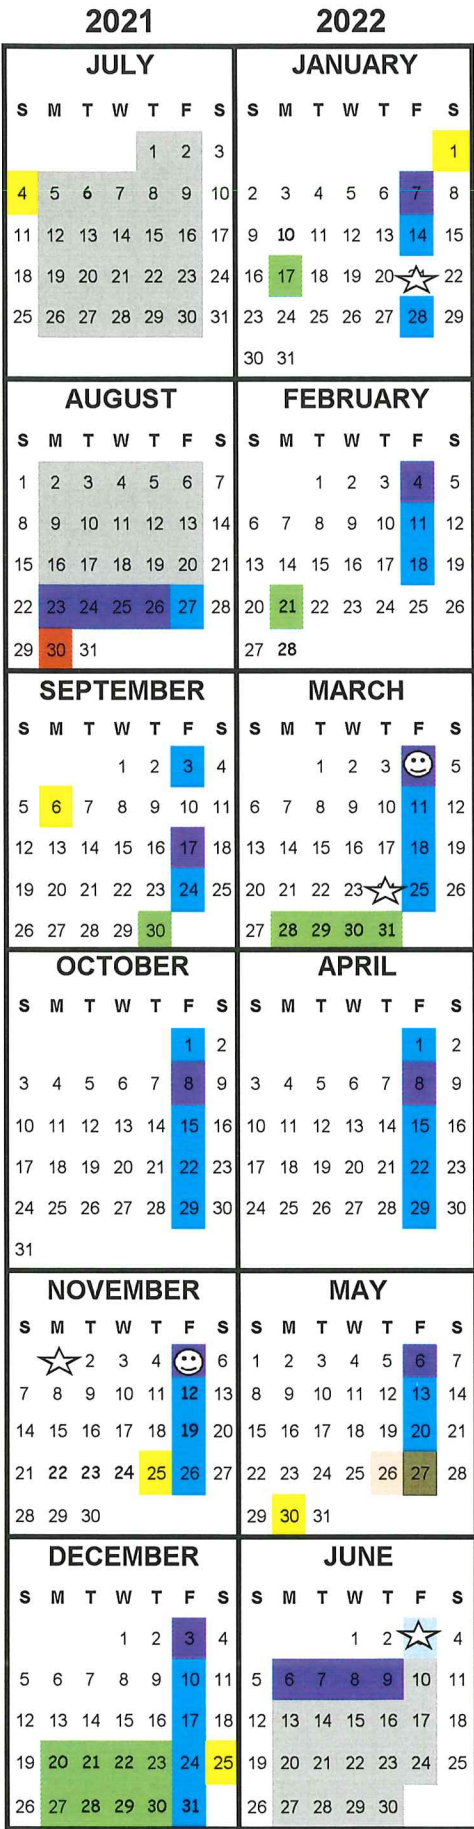 2021
JULY
S M T W T F S
1 2 3
4 5 6 7 8 9 10
11 12 13 14 15 16 17
18 19 20 21 22 23 24
25 26 27 28 29 30 31
AUGUST
S M T W T F S
1 2 3 4 5 6 7
8 9 10 11 12 13 14
15 16 17 18 19 20 21
22 23 24 25 26 27 28
29 30 31
SEPTEMBER
S M T W T F S
1 2 3 4
5 6 7 8 9 10 11
12 13 14 15 16 17 18
19 20 21 22 23 24 25
26 27 28 29 30
OCTOBER
S M T W T F S
1 2
3 4 5 6 7 8 9
10 11 12 13 14 15 16
17 18 19 20 21 22 23
24 25 26 27 28 29 30
31
NOVEMBER
S M T W T F S
2 3 4 6
7 8 9 10 11 12 13
14 15 16 17 18 19 20
21 22 23 24 25 26 27
28 29 30
DECEMBER
S M T W T F S
1 2 3 4
5 6 7 8 9 10 11
12 13 14 15 16 17 18
19 20 21 22 23 24 25
26 27 28 29 30 31
2022
JANUARY
S M T W T F S
1
2 3 4 5 6 7 8
9 10 11 12 13 14 15
16 17 18 19 20 22
23 24 25 26 27 28 29
30 31
FEBRUARY
S M T W T F S
1 2 3 4 5
6 7 8 9 10 11 12
13 14 15 16 17 18 19
20 21 22 23 24 25 26
27 28
MARCH
S M T W T F S
1 2 3 5
6 7 8 9 10 11 12
13 14 15 16 17 18 19
20 21 22 23 25 26
27 28 29 30 31
APRIL
S M T W T F S
1 2
3 4 5 6 7 8 9
10 11 12 13 14 15 16
17 18 19 20 21 22 23
24 25 26 27 28 29 30
MAY
S M T W T F S
1 2 3 4 5 6 7
8 9 10 11 12 13 14
15 16 17 18 19 20 21
22 23 24 25 26 27 28
29 30 31
JUNE
S M T W T F S
1 2 4
5 6 7 8 9 10 11
12 13 14 15 16 17 18
19 20 21 22 23 24 25
26 27 28 29 30